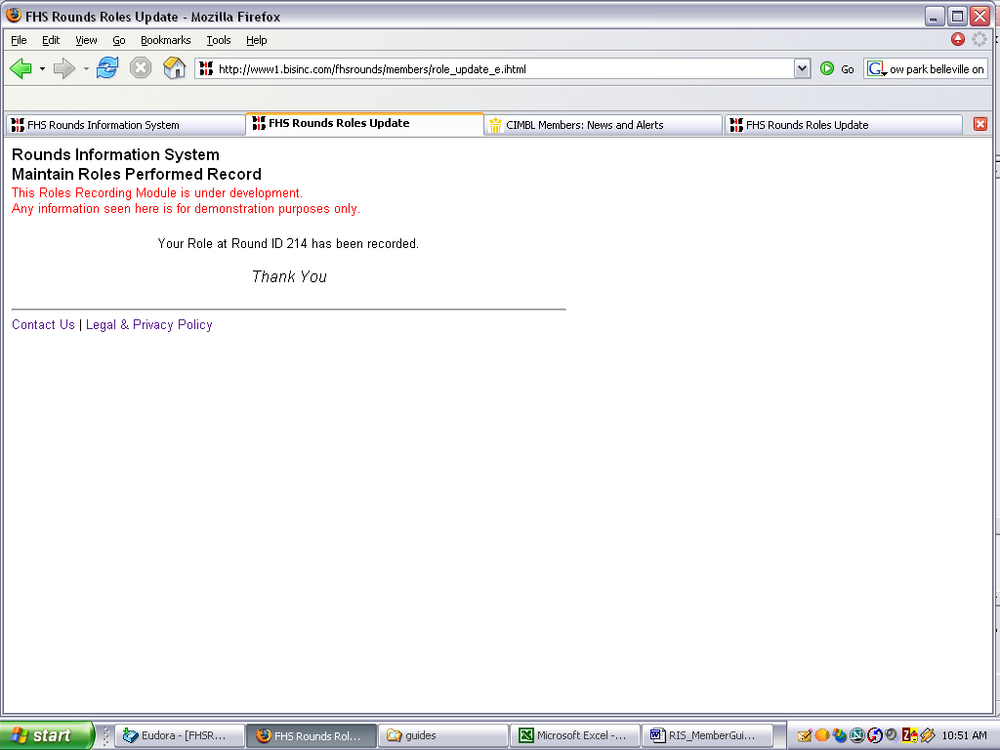 FHS Rounds Roles Update - Mozilla Firefox
File Edit View Go Bookmarks Tools Help
http://www1.bisinc.com/fhsrounds/members/role_update_e.ihtml Go G ow park belleville on
FHS Rounds Information System FHS Rounds Roles Update CIMBL Members: News and Alerts FHS Rounds Roles Update
Rounds Information System
Maintain Roles Performed Record
This Roles Recording Module is under development.
Any information seen here is for demonstration purposes only.
Your Role at Round ID 214 has been recorded.
Thank You
Contact Us | Legal & Privacy Policy
start Eudora - [FHSR... FHS Rounds Rol... guides Microsoft Excel -... RIS_MemberGui... 10:51 AM